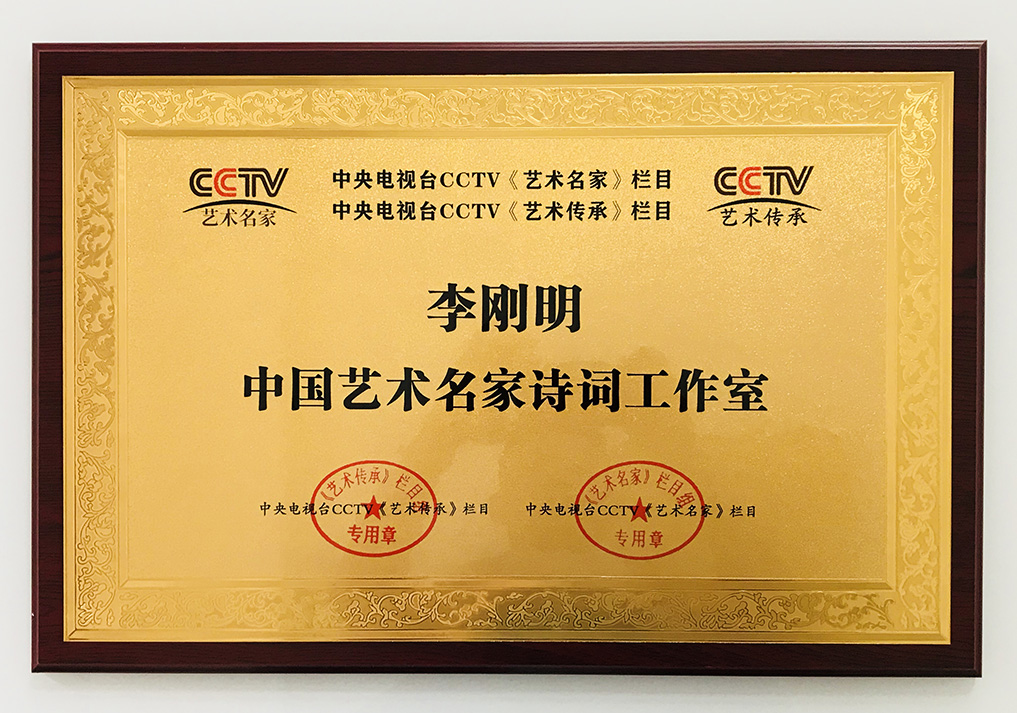 CCTV
艺术名家
中央电视台CCTV《艺术名家》栏目
中央电视台CCTV《艺术传承》栏目
CCTV
艺术传承
李刚明
中国艺术名家诗词工作室
《艺术传承》栏目组
中央电视台CCTV《艺术传承》栏目
专用章
《艺术名家》栏目组
中央电视台CCTV《艺术名家》栏目
专用章